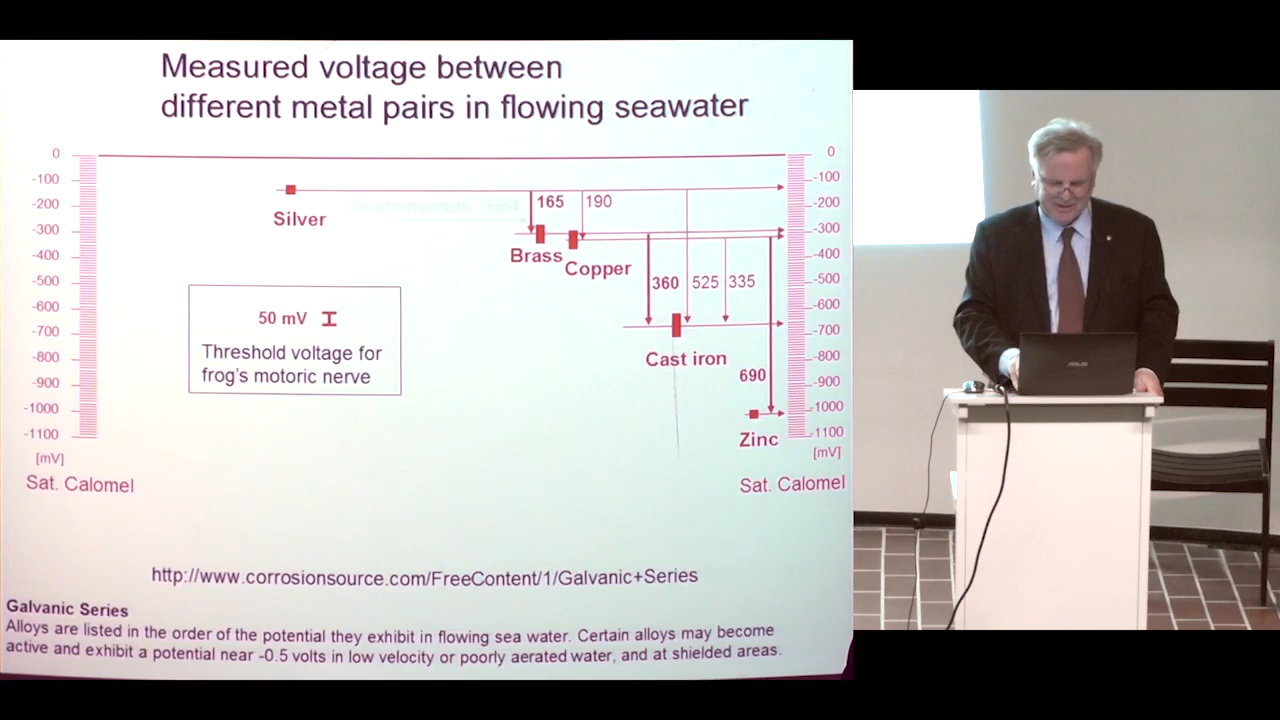 Measured voltage between
different metal pairs in flowing seawater
0
-100
-200
-300
-400
-500
-600
-700
-800
-900
-1000
-1100
[mV]
Sat. Calomel
Silver
165
190
Brass
Copper
360
525
335
Cast iron
690
Zinc
50 mV
Threshold voltage for
frog's motoric nerve
0
-100
-200
-300
-400
-500
-600
-700
-800
-900
-1000
-1100
[mV]
Sat. Calomel
http://www.corrosionsource.com/FreeContent/1/Galvanic+Series
Galvanic Series
Alloys are listed in the order of the potential they exhibit in flowing sea water. Certain alloys may become
active and exhibit a potential near -0.5 volts in low velocity or poorly aerated water, and at shielded areas.
ASUS